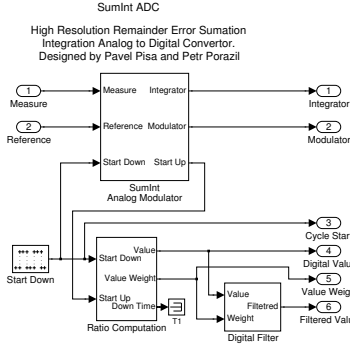 SumInt ADC
High Resolution Remainder Error Sumation
Integration Analog to Digital Convertor.
Designed by Pavel Pisa and Petr Porazil
1
Measure
2
Reference
Measure
Reference
Start Down
Integrator
Modulator
Start Up
SumInt
Analog Modulator
1
Integrator
2
Modulator
3
Cycle Star
4
Digital Valu
5
Value Weig
6
Filtered Valu
Start Down
Start Down
Start Up
Value
Value Weight
Down Time
Ratio Computation
T1
Value
Weight
Filtetred
Digital Filter